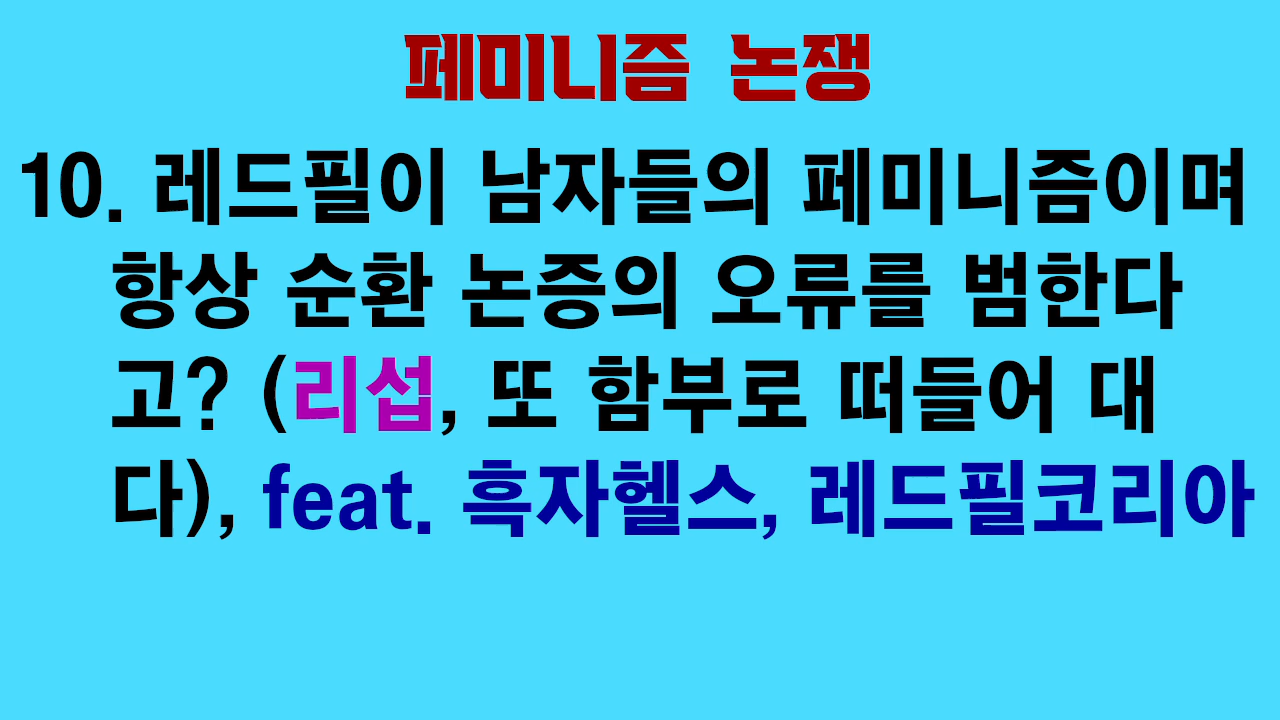 페미니즘 논쟁
10. 레드필이 남자들의 페미니즘이며
항상 순환 논증의 오류를 범한다
고? (리섭, 또 함부로 떠들어 대
다), feat. 흑자헬스, 레드필코리아